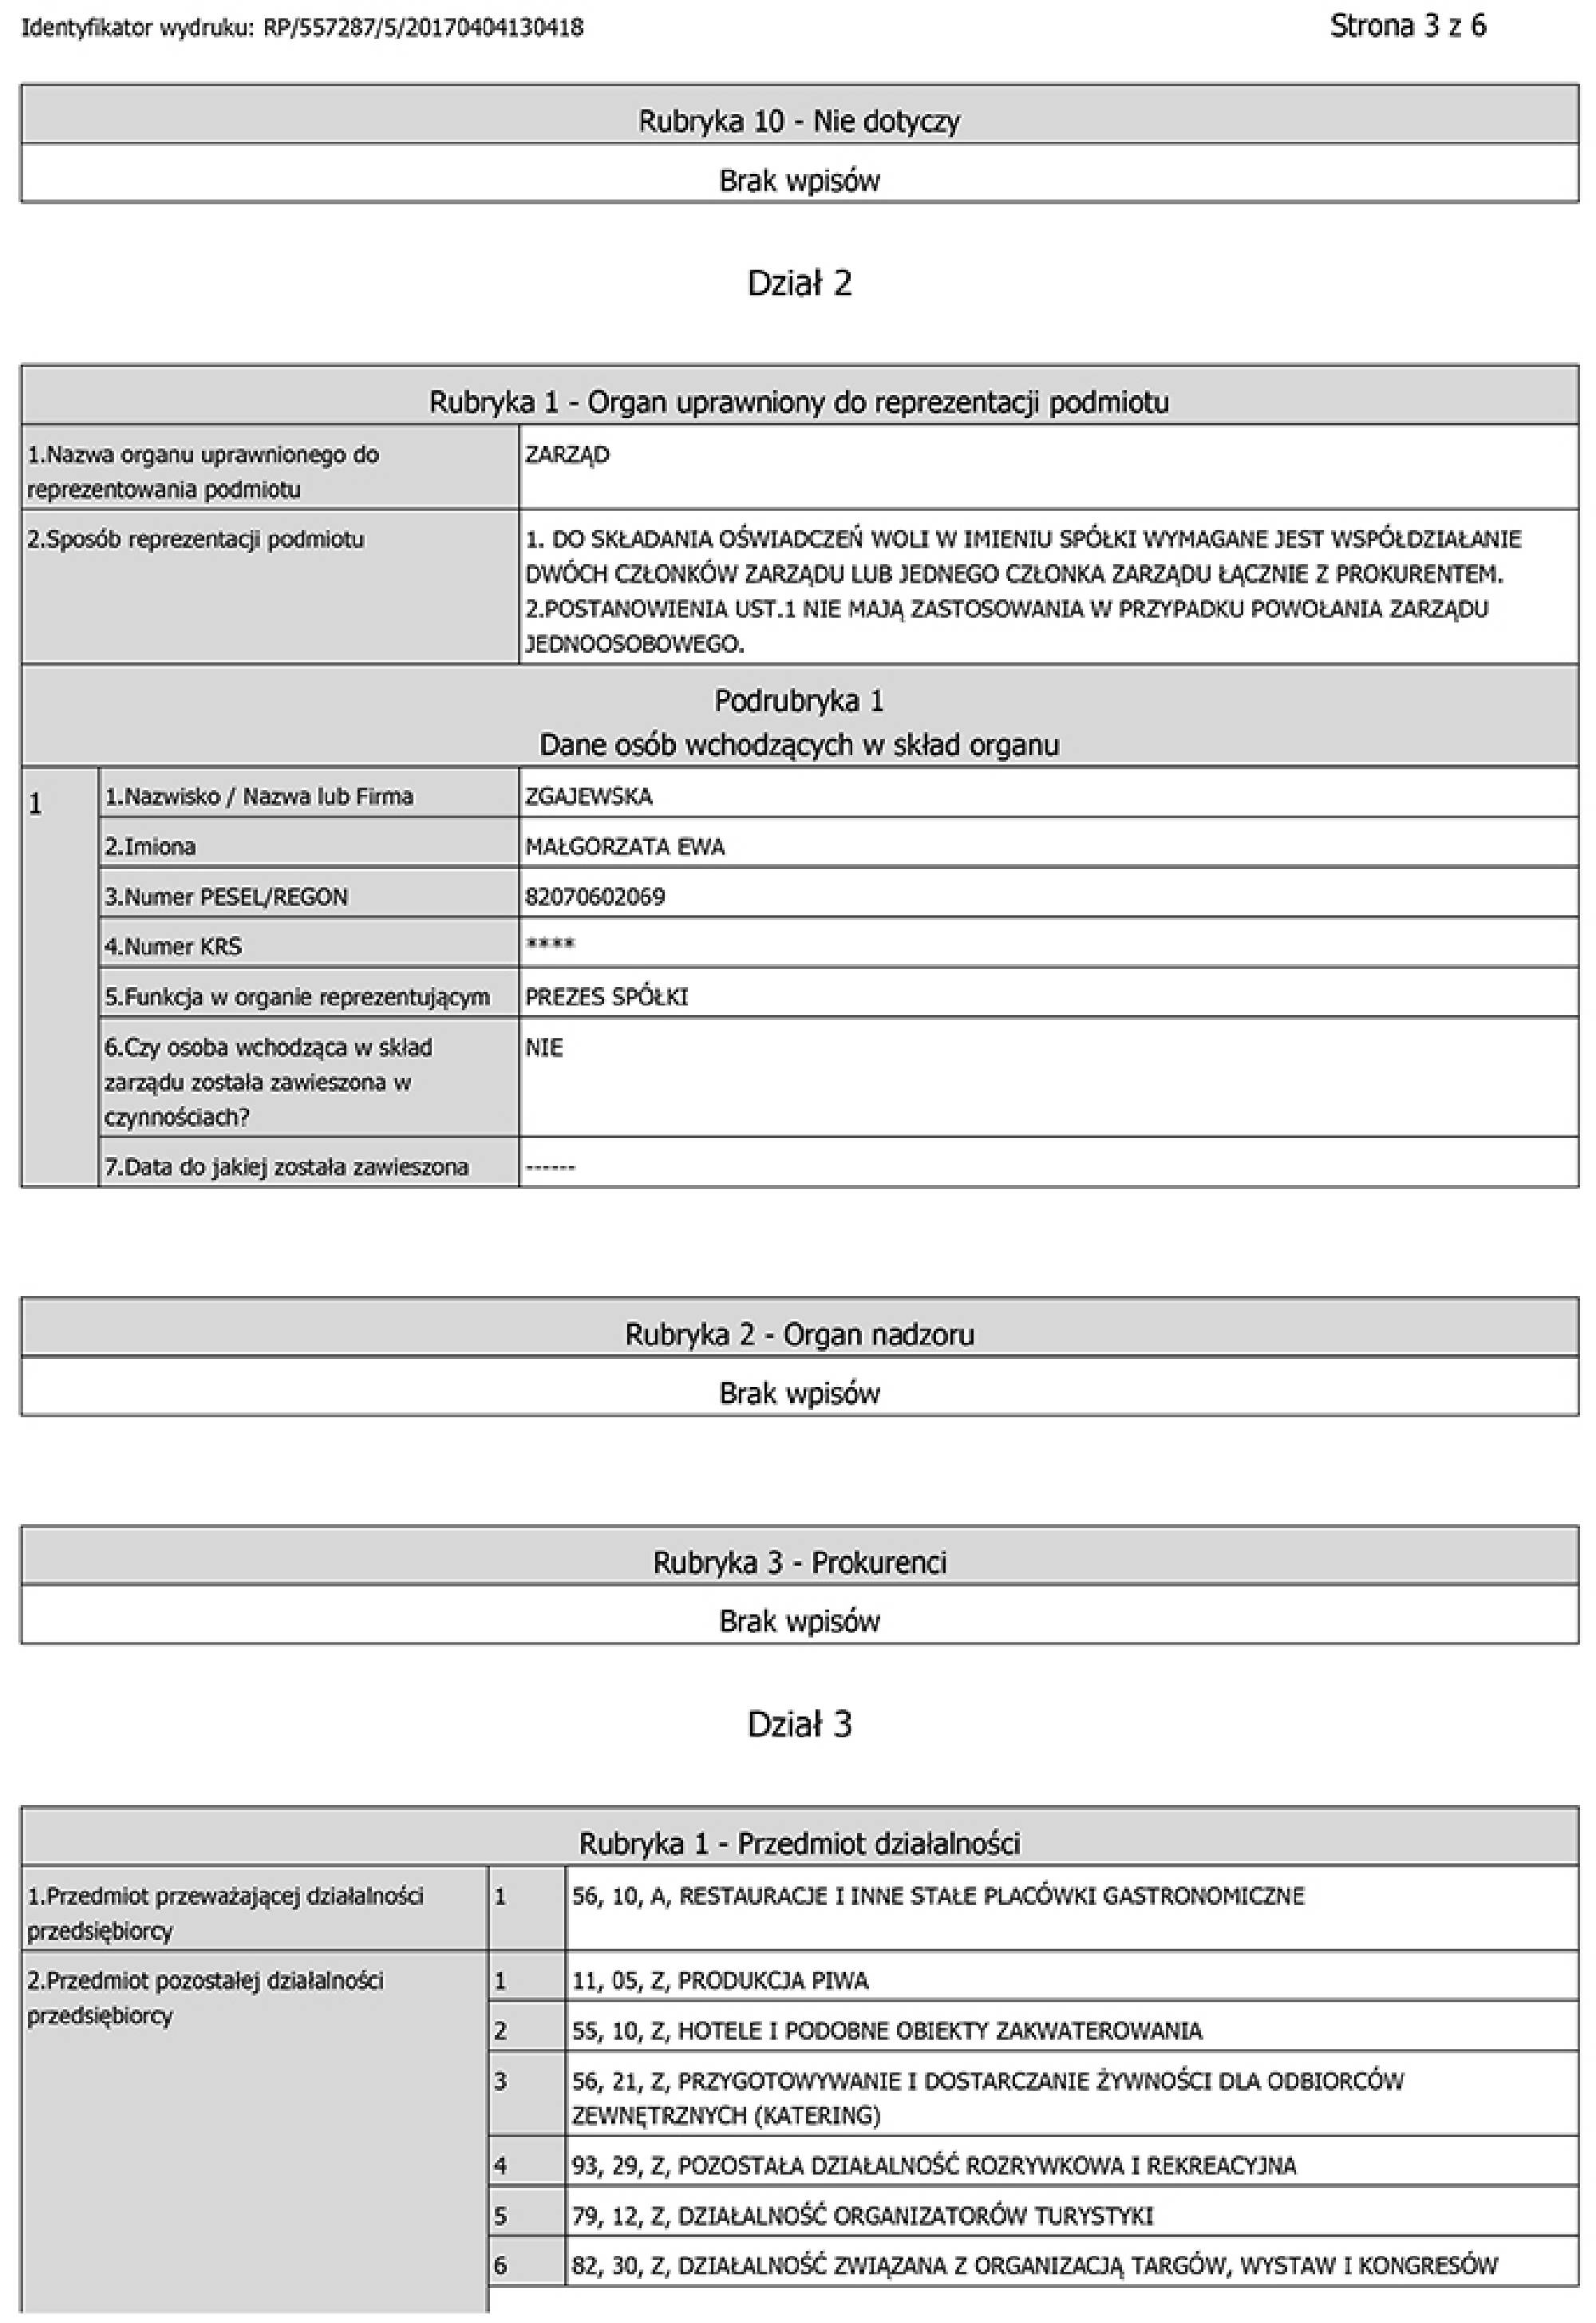 Identyfikator wydruku: RP/557287/5/20170404130418
Strona 3 z 6
Rubryka 10 - Nie dotyczy
Brak wpisów
Dział 2
Rubryka 1 - Organ uprawniony do reprezentacji podmiotu
1.Nazwa organu uprawnionego do
reprezentowania podmiotu
ZARZĄD
2.Sposób reprezentacji podmiotu
1. DO SKŁADANIA OŚWIADCZEŃ WOLI W IMIENIU SPÓŁKI WYMAGANE JEST WSPÓŁDZIAŁANIE
DWÓCH CZŁONKÓW ZARZĄDU LUB JEDNEGO CZŁONKA ZARZĄDU ŁĄCZNIE Z PROKURENTEM.
2.POSTANOWIENIA UST.1 NIE MAJĄ ZASTOSOWANIA W PRZYPADKU POWOŁANIA ZARZĄDU
JEDNOOSOBOWEGO.
Podrubryka 1
Dane osób wchodzących w skład organu
1
1.Nazwisko / Nazwa lub Firma
ZGAJEWSKA
2.Imiona
MAŁGORZATA EWA
3.Numer PESEL/REGON
82070602069
4.Numer KRS
****
5.Funkcja w organie reprezentującym
PREZES SPÓŁKI
6.Czy osoba wchodząca w skład
zarządu została zawieszona w
czynnościach?
NIE
7.Data do jakiej została zawieszona
------
Rubryka 2 - Organ nadzoru
Brak wpisów
Rubryka 3 - Prokurenci
Brak wpisów
Dział 3
Rubryka 1 - Przedmiot działalności
1.Przedmiot przeważającej działalności
przedsiębiorcy
1
56, 10, A, RESTAURACJE I INNE STAŁE PLACÓWKI GASTRONOMICZNE
2.Przedmiot pozostałej działalności
przedsiębiorcy
1
11, 05, Z, PRODUKCJA PIWA
2
55, 10, Z, HOTELE I PODOBNE OBIEKTY ZAKWATEROWANIA
3
56, 21, Z, PRZYGOTOWYWANIE I DOSTARCZANIE ŻYWNOŚCI DLA ODBIORCÓW
ZEWNĘTRZNYCH (KATERING)
4
93, 29, Z, POZOSTAŁA DZIAŁALNOŚĆ ROZRYWKOWA I REKREACYJNA
5
79, 12, Z, DZIAŁALNOŚĆ ORGANIZATORÓW TURYSTYKI
6
82, 30, Z, DZIAŁALNOŚĆ ZWIĄZANA Z ORGANIZACJĄ TARGÓW, WYSTAW I KONGRESÓW